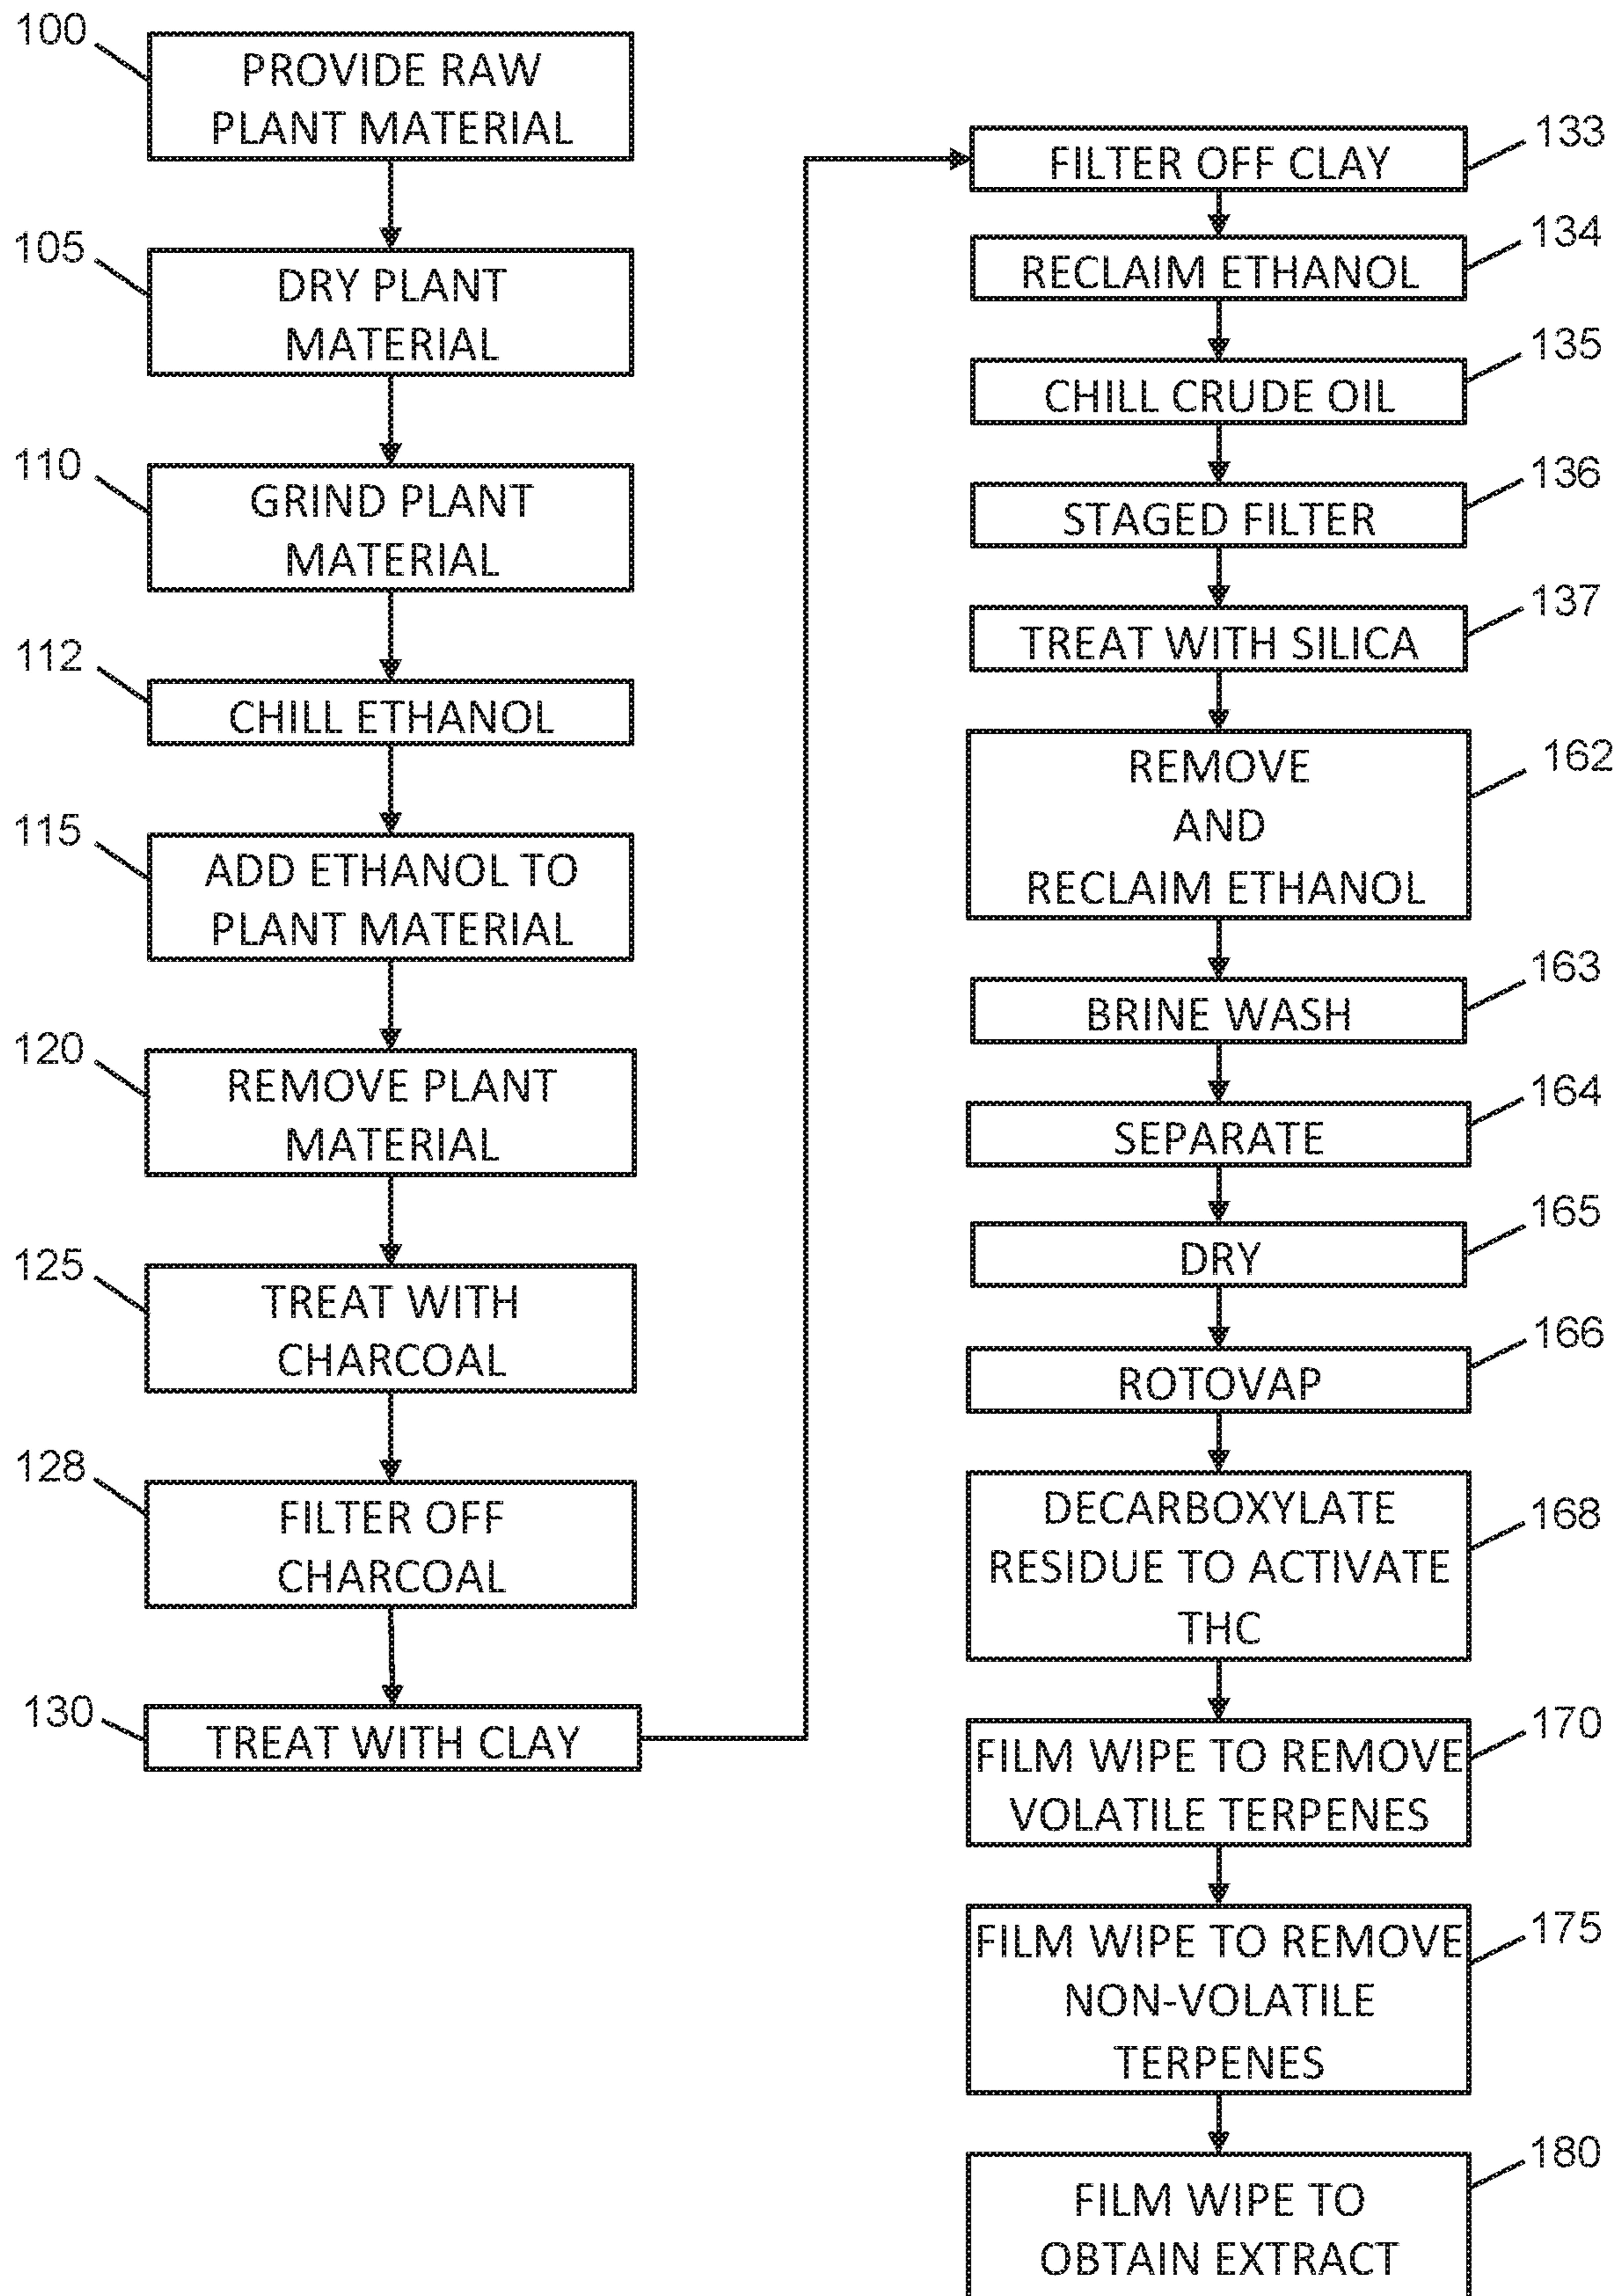 100
PROVIDE RAW
PLANT MATERIAL
105
DRY PLANT
MATERIAL
110
GRIND PLANT
MATERIAL
112
CHILL ETHANOL
115
ADD ETHANOL TO
PLANT MATERIAL
120
REMOVE PLANT
MATERIAL
125
TREAT WITH
CHARCOAL
128
FILTER OFF
CHARCOAL
130
TREAT WITH CLAY
133
FILTER OFF CLAY
134
RECLAIM ETHANOL
135
CHILL CRUDE OIL
136
STAGED FILTER
137
TREAT WITH SILICA
162
REMOVE
AND
RECLAIM ETHANOL
163
BRINE WASH
164
SEPARATE
165
DRY
166
ROTOVAP
168
DECARBOXYLATE
RESIDUE TO ACTIVATE
THC
170
FILM WIPE TO REMOVE
VOLATILE TERPENES
175
FILM WIPE TO REMOVE
NON-VOLATILE
TERPENES
180
FILM WIPE TO
OBTAIN EXTRACT